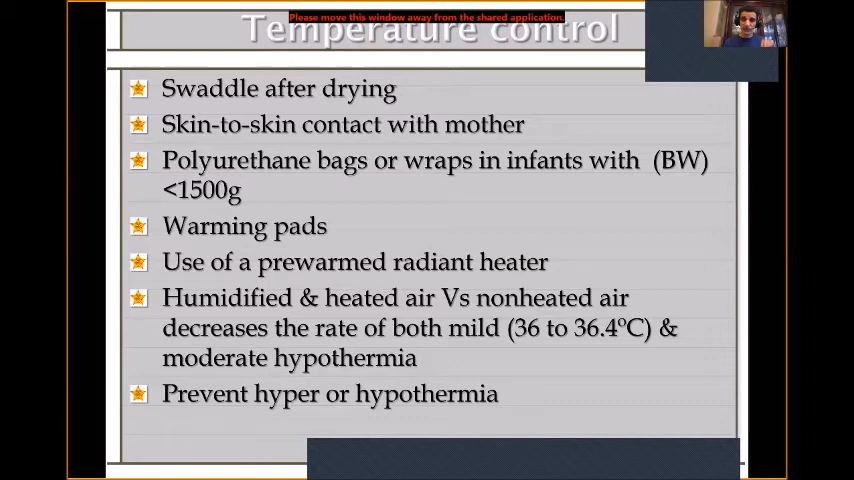 Please move this window away from the shared application.
Temperature control
Swaddle after drying
Skin-to-skin contact with mother
Polyurethane bags or wraps in infants with (BW)
<1500g
Warming pads
Use of a prewarmed radiant heater
Humidified & heated air Vs nonheated air
decreases the rate of both mild (36 to 36.4ºC) &
moderate hypothermia
Prevent hyper or hypothermia